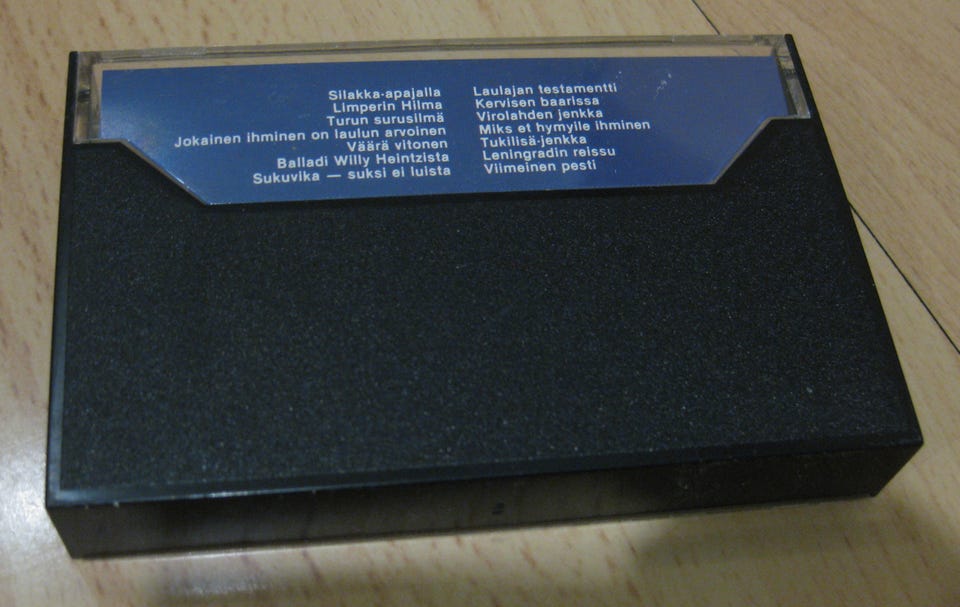 Silakka-apajalla
Limperin Hilma
Turun surusilmä
Jokainen ihminen on laulun arvoinen
Väärä vitonen
Balladi Willy Heintzista
Sukuvika — suksi ei luista
Laulajan testamentti
Kervisen baarissa
Virolahden jenkka
Miks et hymyile ihminen
Tukilisä-jenkka
Leningradin reissu
Viimeinen pesti